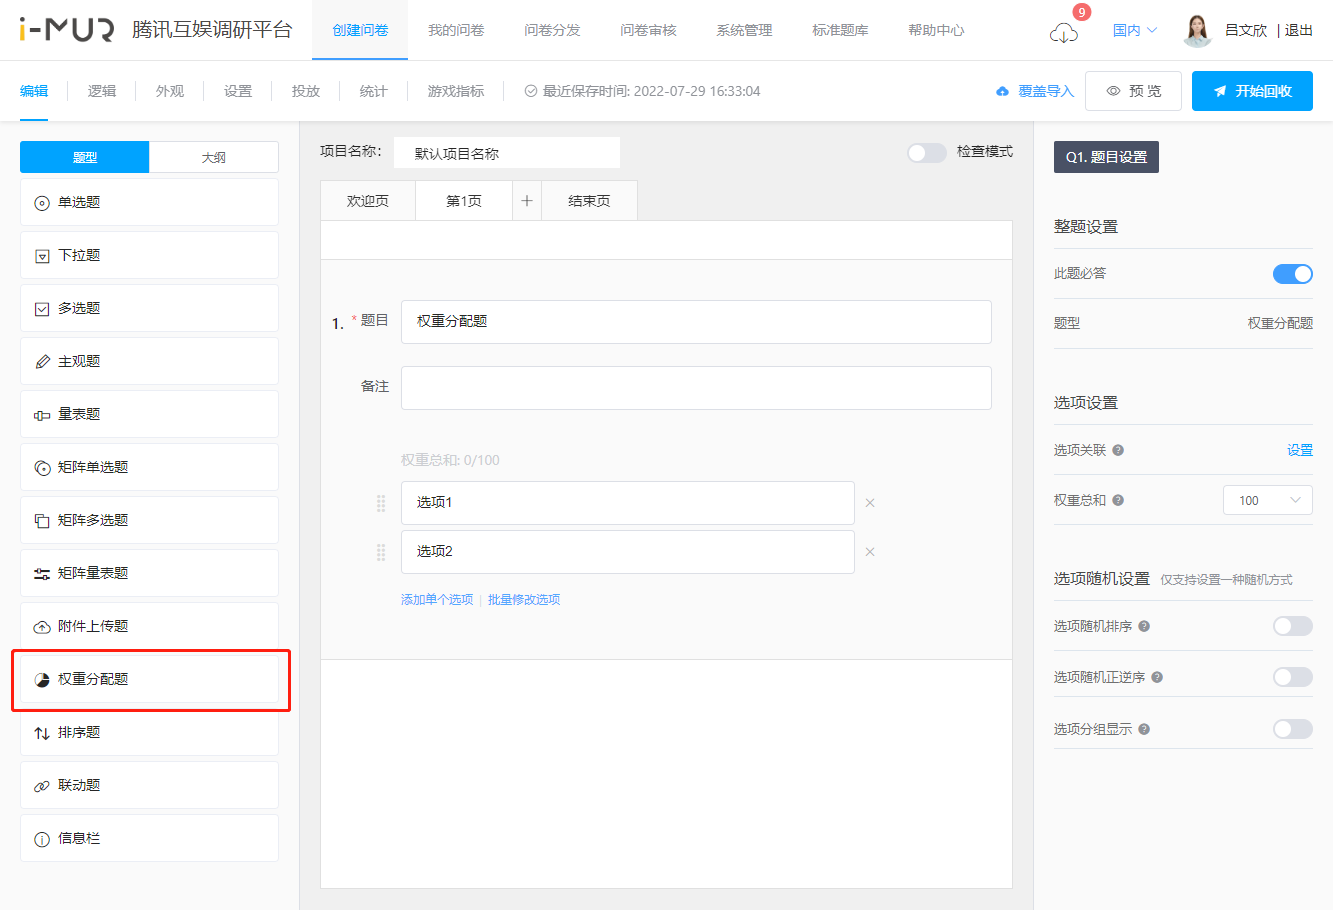 i-MUR 腾讯互娱调研平台 创建问卷 我的问卷 问卷分发 问卷审核 系统管理 标准题库 帮助中心 9 国内 吕文欣 | 退出
编辑 逻辑 外观 设置 投放 统计 游戏指标 最近保存时间: 2022-07-29 16:33:04 覆盖导入 预 览 开始回收
题型 大纲
单选题
下拉题
多选题
主观题
量表题
矩阵单选题
矩阵多选题
矩阵量表题
附件上传题
权重分配题
排序题
联动题
信息栏
项目名称： 默认项目名称 检查模式
欢迎页 第1页 + 结束页
1. * 题目 权重分配题
备注
权重总和: 0/100
选项1 ×
选项2 ×
添加单个选项 | 批量修改选项
Q1. 题目设置
整题设置
此题必答
题型 权重分配题
选项设置
选项关联 ? 设置
权重总和 ? 100
选项随机设置 仅支持设置一种随机方式
选项随机排序 ?
选项随机正逆序 ?
选项分组显示 ?